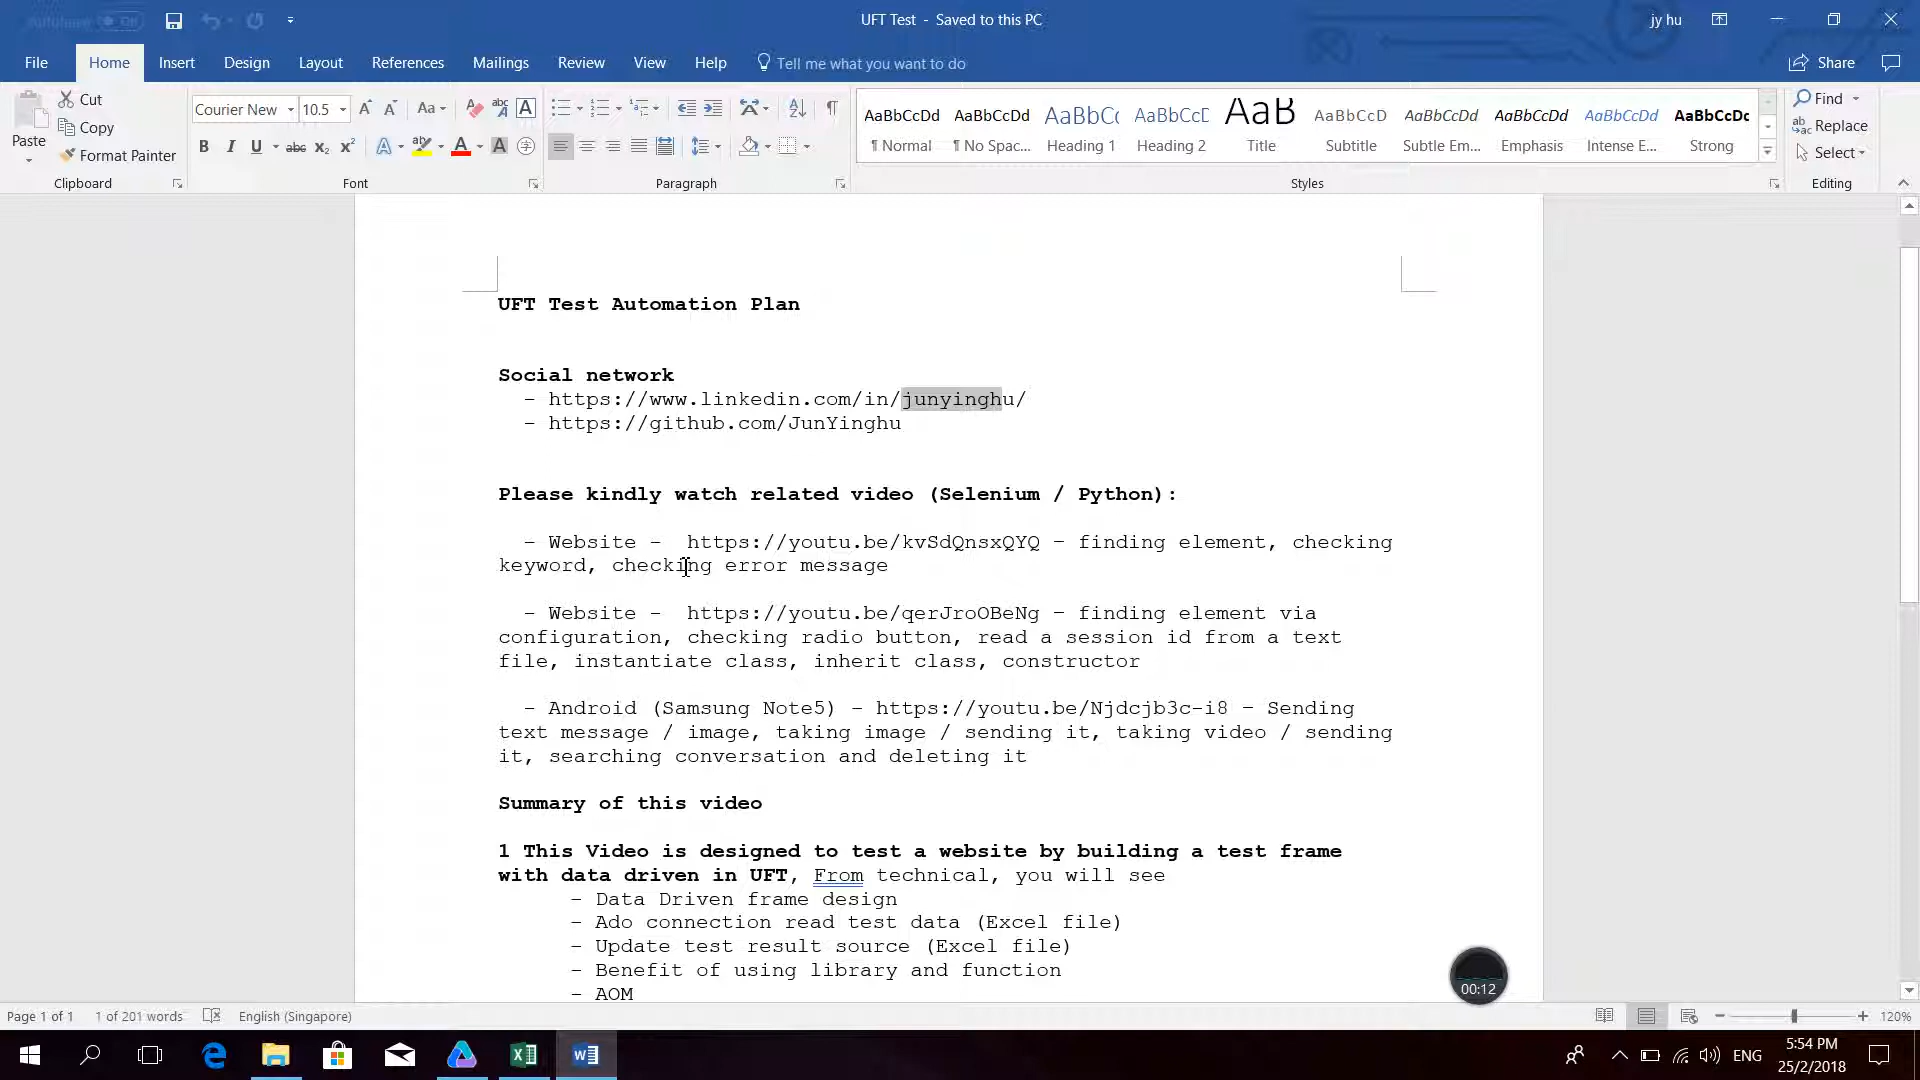 UFT Test - Saved to this PC
jy hu
File Home Insert Design Layout References Mailings Review View Help Tell me what you want to do Share
Paste
Cut
Copy
Format Painter
Clipboard
Courier New 10.5
Font
Paragraph
AaBbCcDd ¶ Normal
AaBbCcDd ¶ No Spac...
AaBbCc Heading 1
AaBbCcD Heading 2
AaB Title
AaBbCcD Subtitle
AaBbCcDd Subtle Em...
AaBbCcDd Emphasis
AaBbCcDd Intense E...
AaBbCcDc Strong
Styles
Find
Replace
Select
Editing
UFT Test Automation Plan
Social network
- https://www.linkedin.com/in/junyinghu/
- https://github.com/JunYinghu
Please kindly watch related video (Selenium / Python):
- Website - https://youtu.be/kvSdQnsxQYQ - finding element, checking
keyword, checking error message
- Website - https://youtu.be/qerJroOBeNg - finding element via
configuration, checking radio button, read a session id from a text
file, instantiate class, inherit class, constructor
- Android (Samsung Note5) - https://youtu.be/Njdcjb3c-i8 - Sending
text message / image, taking image / sending it, taking video / sending
it, searching conversation and deleting it
Summary of this video
1 This Video is designed to test a website by building a test frame
with data driven in UFT, From technical, you will see
- Data Driven frame design
- Ado connection read test data (Excel file)
- Update test result source (Excel file)
- Benefit of using library and function
- AOM
00:12
Page 1 of 1 1 of 201 words English (Singapore) 120%
ENG
5:54 PM
25/2/2018